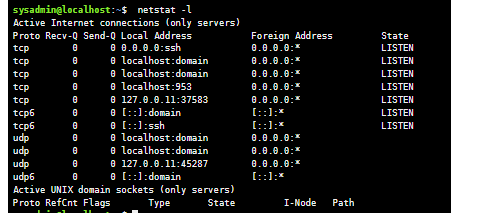 sysadmin@localhost:~$ netstat -l
Active Internet connections (only servers)
Proto Recv-Q Send-Q Local Address           Foreign Address         State
tcp        0      0 0.0.0.0:ssh             0.0.0.0:*               LISTEN
tcp        0      0 localhost:domain        0.0.0.0:*               LISTEN
tcp        0      0 localhost:domain        0.0.0.0:*               LISTEN
tcp        0      0 localhost:953           0.0.0.0:*               LISTEN
tcp        0      0 127.0.0.11:37583        0.0.0.0:*               LISTEN
tcp6       0      0 [::]:domain             [::]:*                  LISTEN
tcp6       0      0 [::]:ssh                [::]:*                  LISTEN
udp        0      0 localhost:domain        0.0.0.0:*
udp        0      0 localhost:domain        0.0.0.0:*
udp        0      0 127.0.0.11:45287        0.0.0.0:*
udp6       0      0 [::]:domain             [::]:*
Active UNIX domain sockets (only servers)
Proto RefCnt Flags       Type       State         I-Node   Path
sysadmin@localhost:~$